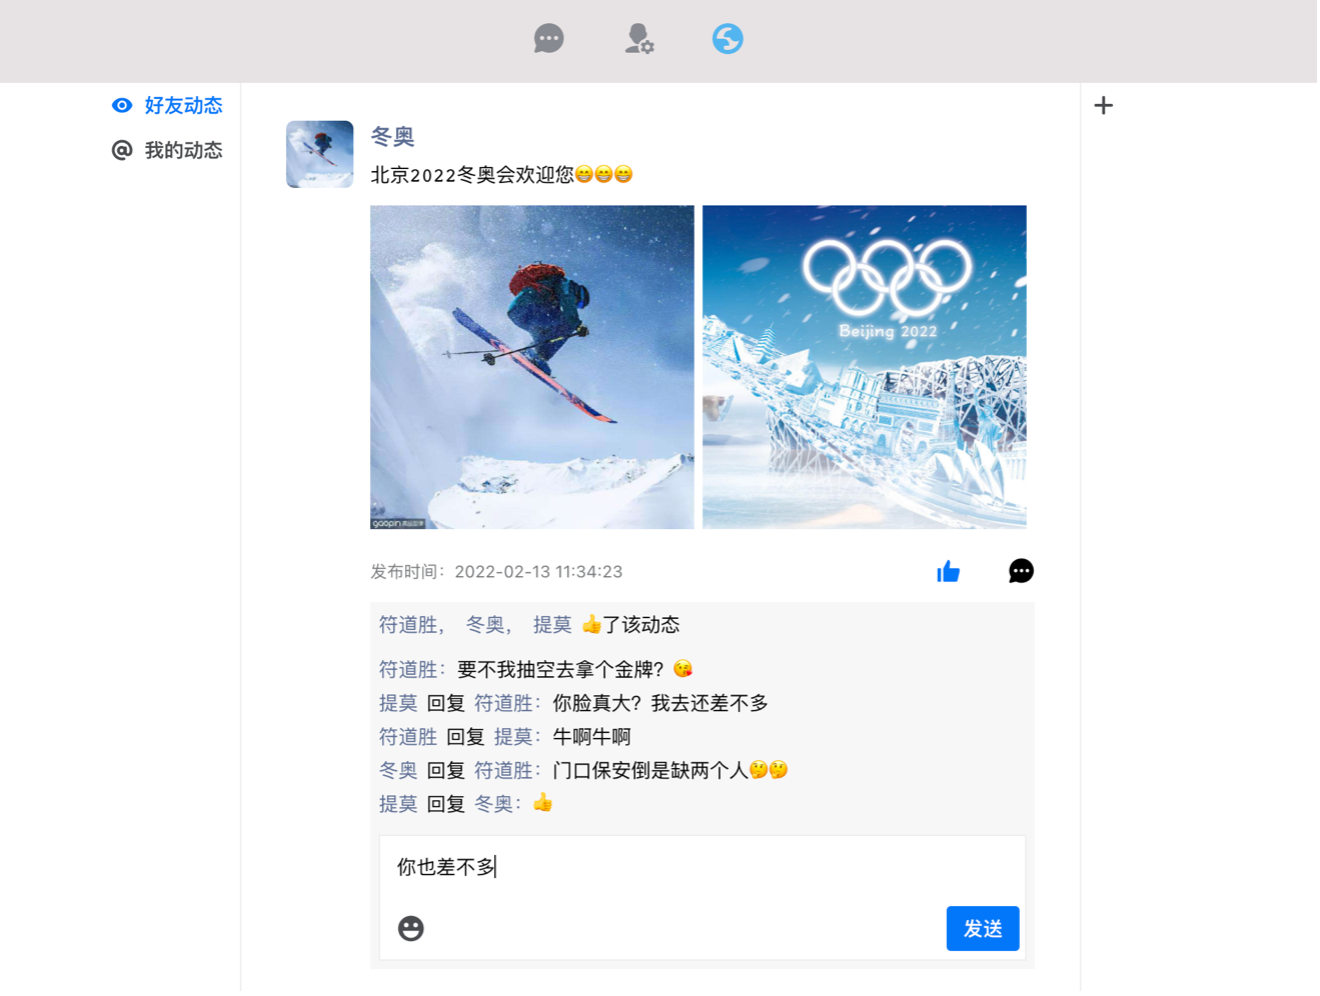 好友动态
我的动态
冬奥
北京2022冬奥会欢迎您😁😁😁
Beijing 2022
gaopin
发布时间：2022-02-13 11:34:23
符道胜， 冬奥， 提莫 👍了该动态
符道胜：要不我抽空去拿个金牌？😘
提莫 回复 符道胜：你脸真大？我去还差不多
符道胜 回复 提莫：牛啊牛啊
冬奥 回复 符道胜：门口保安倒是缺两个人🤔🤔
提莫 回复 冬奥：👍
你也差不多
发送